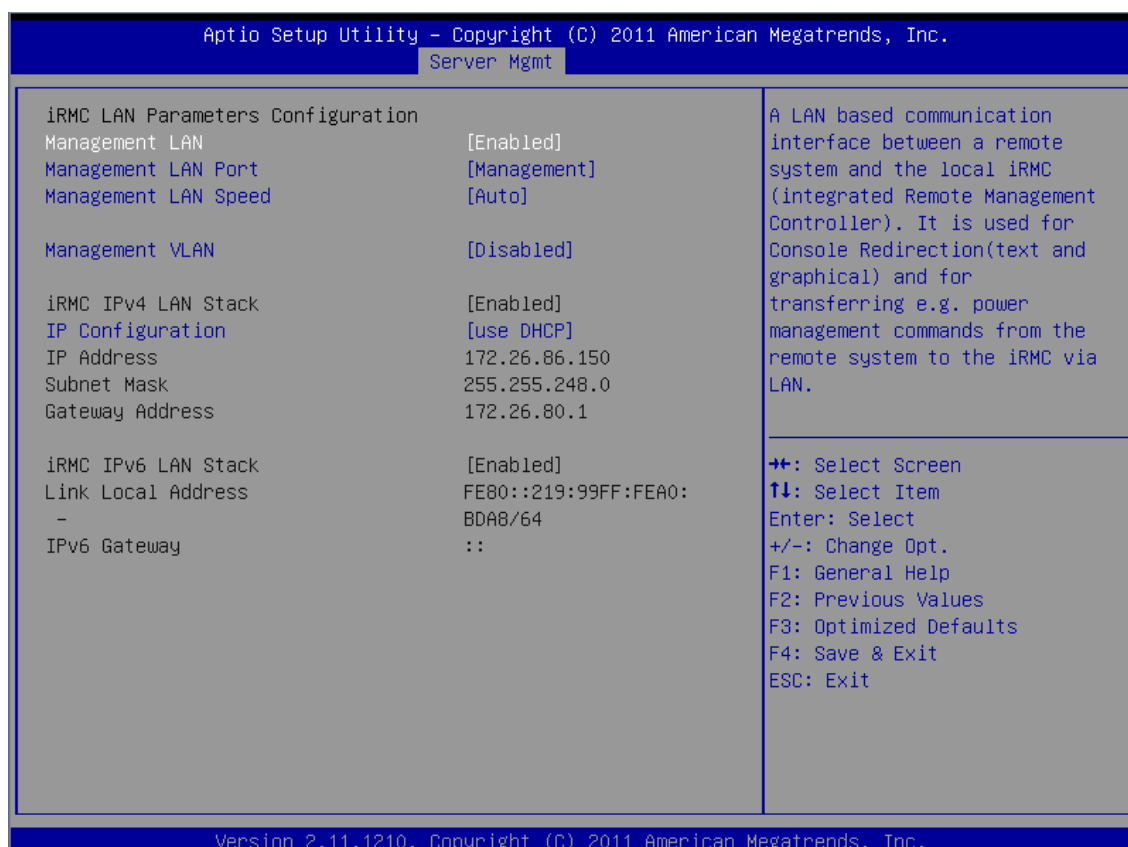 Aptio Setup Utility – Copyright (C) 2011 American Megatrends, Inc.
Server Mgmt
iRMC LAN Parameters Configuration
Management LAN [Enabled]
Management LAN Port [Management]
Management LAN Speed [Auto]
Management VLAN [Disabled]
iRMC IPv4 LAN Stack [Enabled]
IP Configuration [use DHCP]
IP Address 172.26.86.150
Subnet Mask 255.255.248.0
Gateway Address 172.26.80.1
iRMC IPv6 LAN Stack [Enabled]
Link Local Address FE80::219:99FF:FEA0:
– BDA8/64
IPv6 Gateway ::
A LAN based communication
interface between a remote
system and the local iRMC
(integrated Remote Management
Controller). It is used for
Console Redirection(text and
graphical) and for
transferring e.g. power
management commands from the
remote system to the iRMC via
LAN.
→←: Select Screen
↑↓: Select Item
Enter: Select
+/-: Change Opt.
F1: General Help
F2: Previous Values
F3: Optimized Defaults
F4: Save & Exit
ESC: Exit
Version 2.11.1210. Copyright (C) 2011 American Megatrends, Inc.